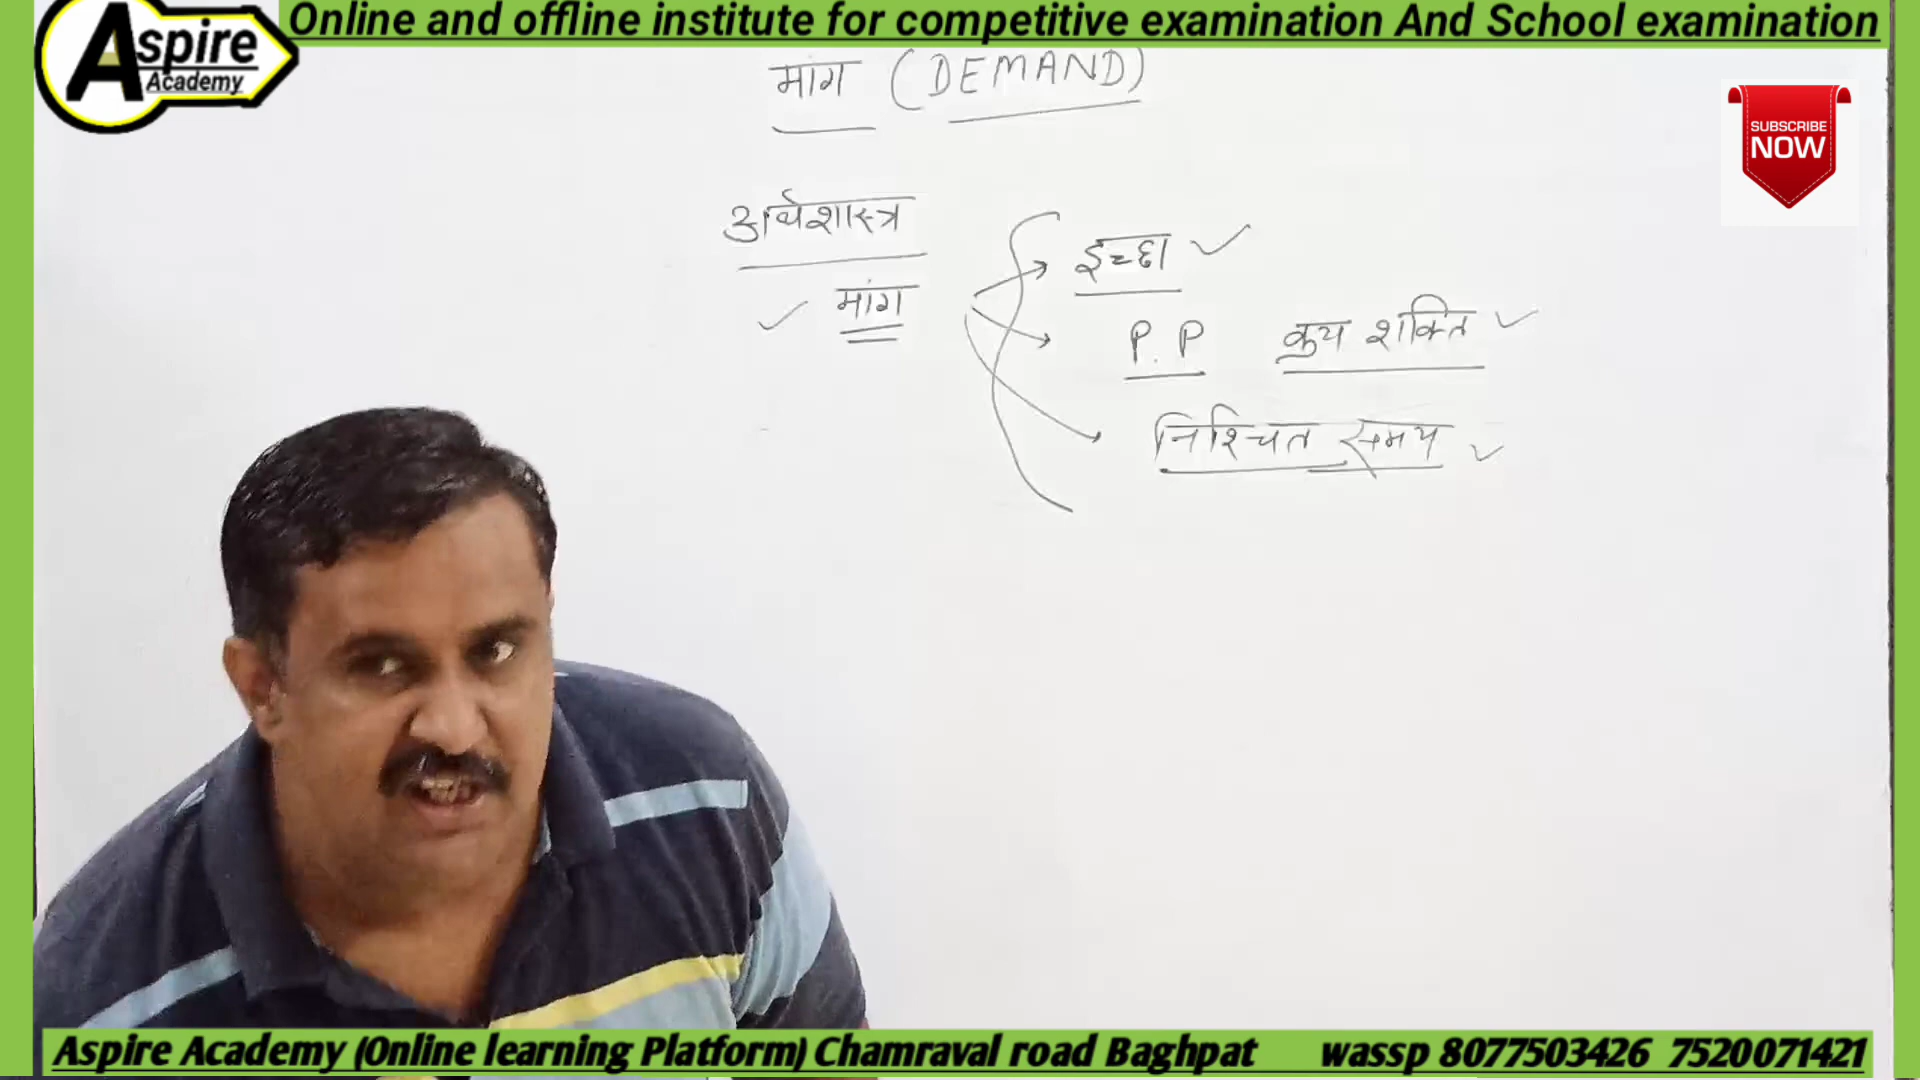 Online and offline institute for competitive examination And School examination
Aspire
Academy
मांग (DEMAND)
SUBSCRIBE
NOW
अर्थशास्त्र
इच्छा
मांग
P.P क्रय शक्ति
निश्चित समय
Aspire Academy (Online learning Platform) Chamraval road Baghpat wassp 8077503426 7520071421